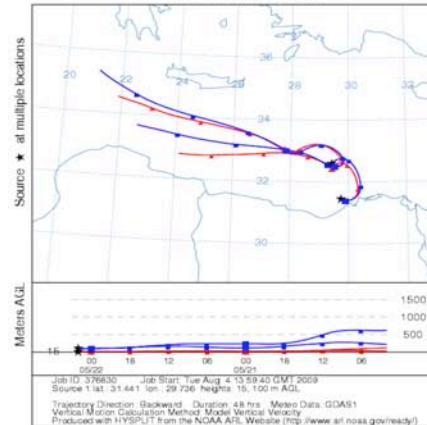 Source ★ at multiple locations
36
20 22 24 26 28 30 32
34
32
30
Meters AGL
1500
1000
500
15
00 18 12 06 00 18 12 06
05/22 05/21
Job ID: 376830 Job Start: Tue Aug 4 13:59:40 GMT 2009
Source 1 lat.: 31.441 lon.: 29.736 heights: 15, 100 m AGL
Trajectory Direction: Backward Duration: 48 hrs Meteo Data: GDAS1
Vertical Motion Calculation Method: Model Vertical Velocity
Produced with HYSPLIT from the NOAA ARL Website (http://www.arl.noaa.gov/ready/)